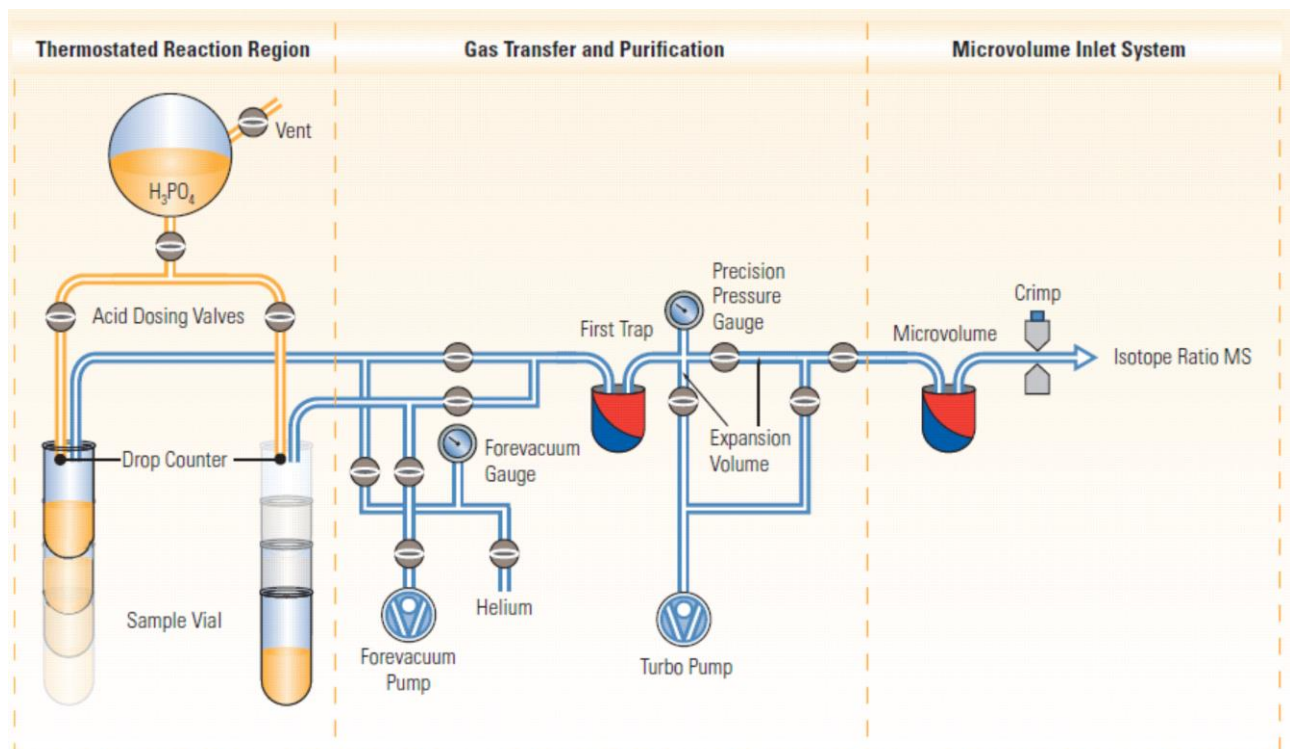 Thermostated Reaction Region
Gas Transfer and Purification
Microvolume Inlet System
Vent
H₃PO₄
Acid Dosing Valves
First Trap
Precision
Pressure
Gauge
Microvolume
Crimp
Isotope Ratio MS
Drop Counter
Forevacuum
Gauge
Expansion
Volume
Sample Vial
Helium
Forevacuum
Pump
Turbo Pump